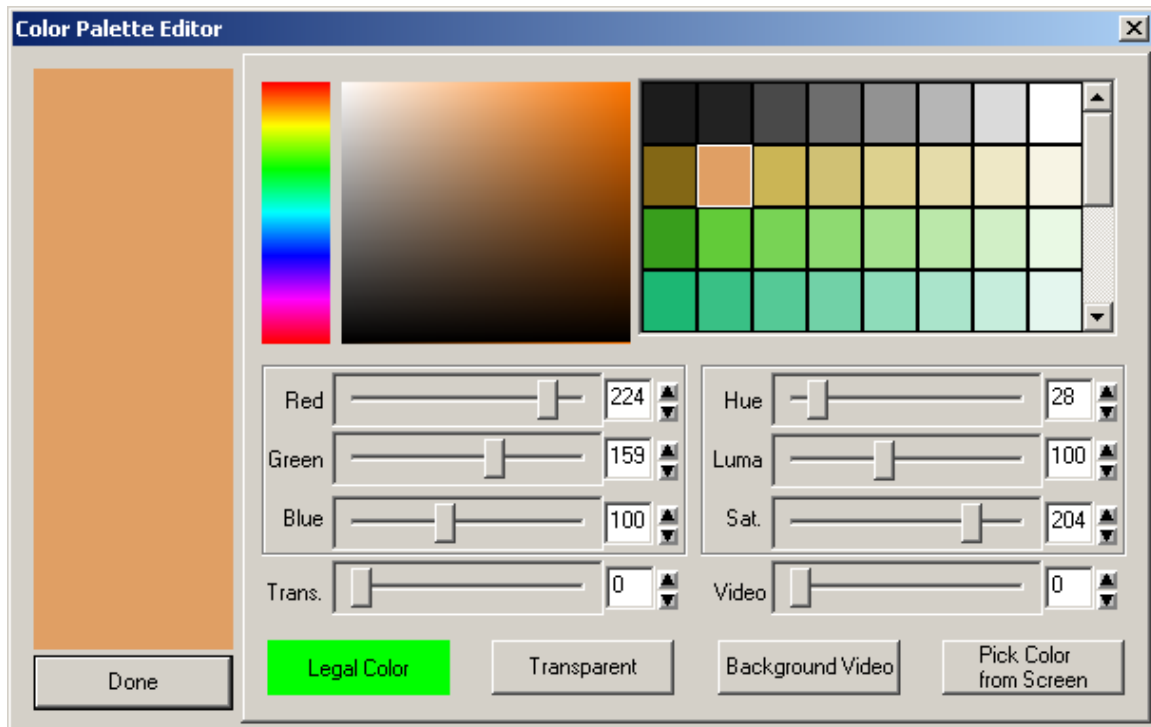 Color Palette Editor
Red 224 Hue 28
Green 159 Luma 100
Blue 100 Sat. 204
Trans. 0 Video 0
Done
Legal Color Transparent Background Video Pick Color
from Screen